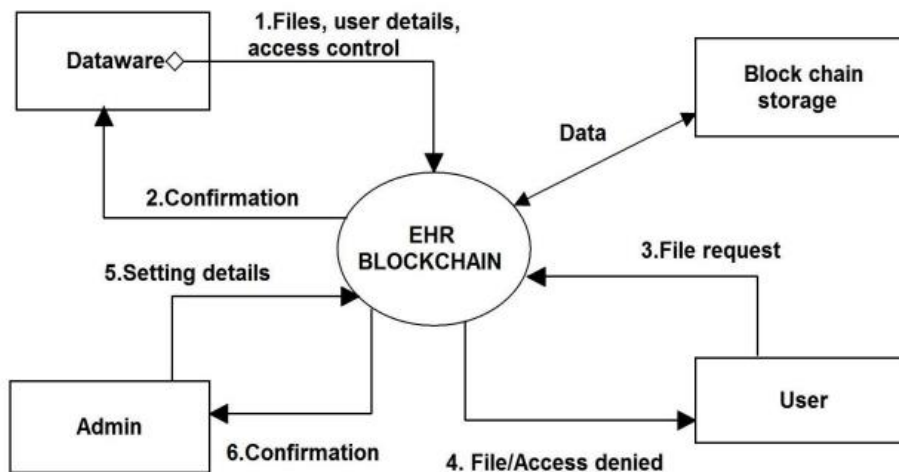 1.Files, user details,
access control
Dataware
Block chain
storage
Data
2.Confirmation
EHR
BLOCKCHAIN
3.File request
5.Setting details
Admin
User
6.Confirmation
4. File/Access denied